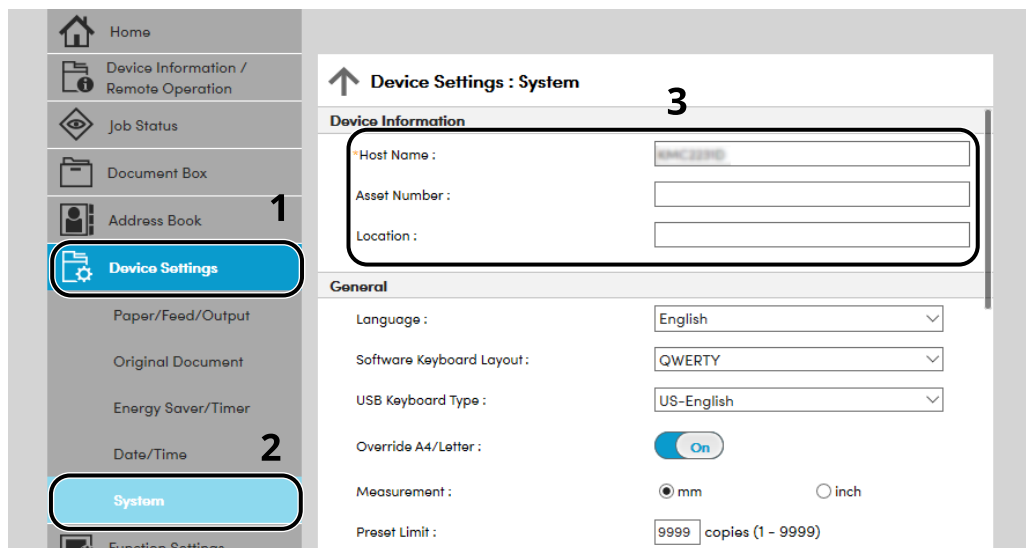 Home
Device Information /
Remote Operation
Job Status
Document Box
Address Book
1
Device Settings
Paper/Feed/Output
Original Document
Energy Saver/Timer
Date/Time
2
System
Function Settings
Device Settings : System
3
Device Information
*Host Name :
Asset Number :
Location :
General
Language : English
Software Keyboard Layout : QWERTY
USB Keyboard Type : US-English
Override A4/Letter : On
Measurement : mm inch
Preset Limit : 9999 copies (1 - 9999)